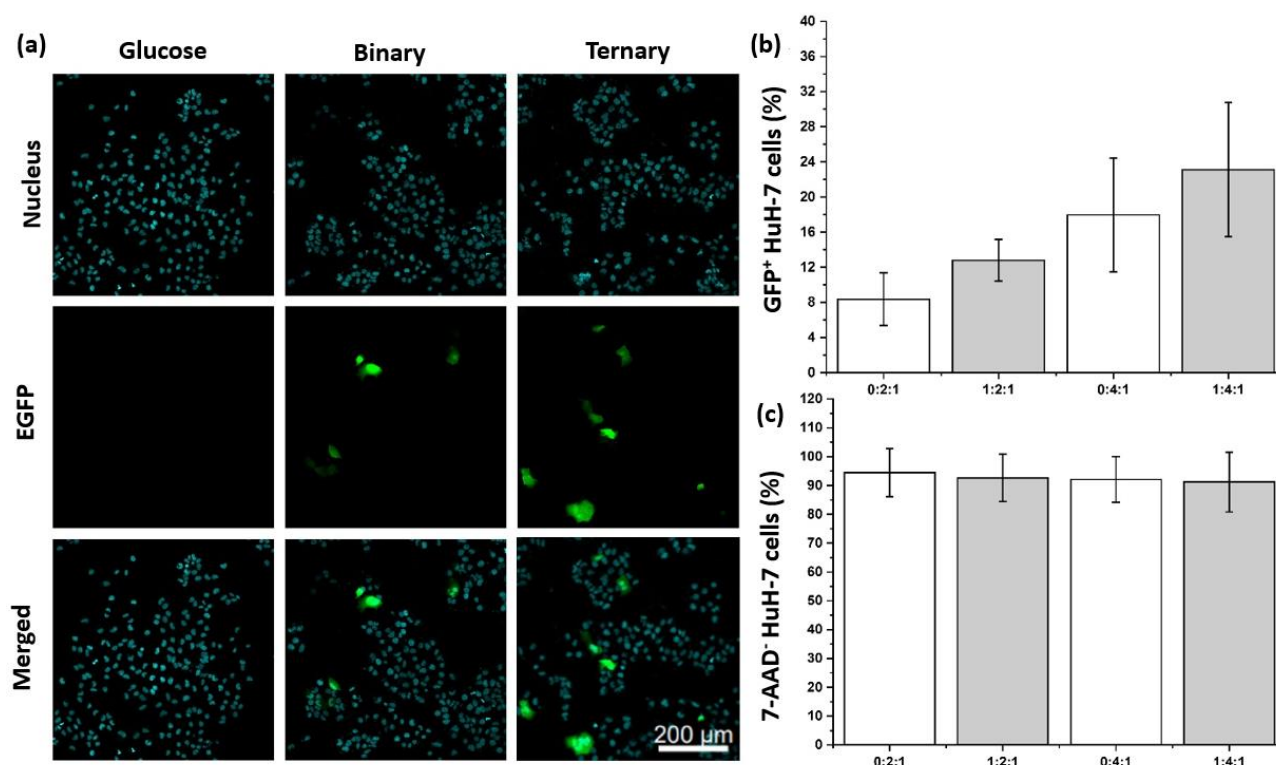 (a)
Glucose
Binary
Ternary
Nucleus
EGFP
Merged
200 µm
(b)
GFP⁺ HuH-7 cells (%)
40
36
32
28
24
20
16
12
8
4
0
0:2:1
1:2:1
0:4:1
1:4:1
(c)
7-AAD⁻ HuH-7 cells (%)
120
110
100
90
80
70
60
50
40
30
20
10
0
0:2:1
1:2:1
0:4:1
1:4:1